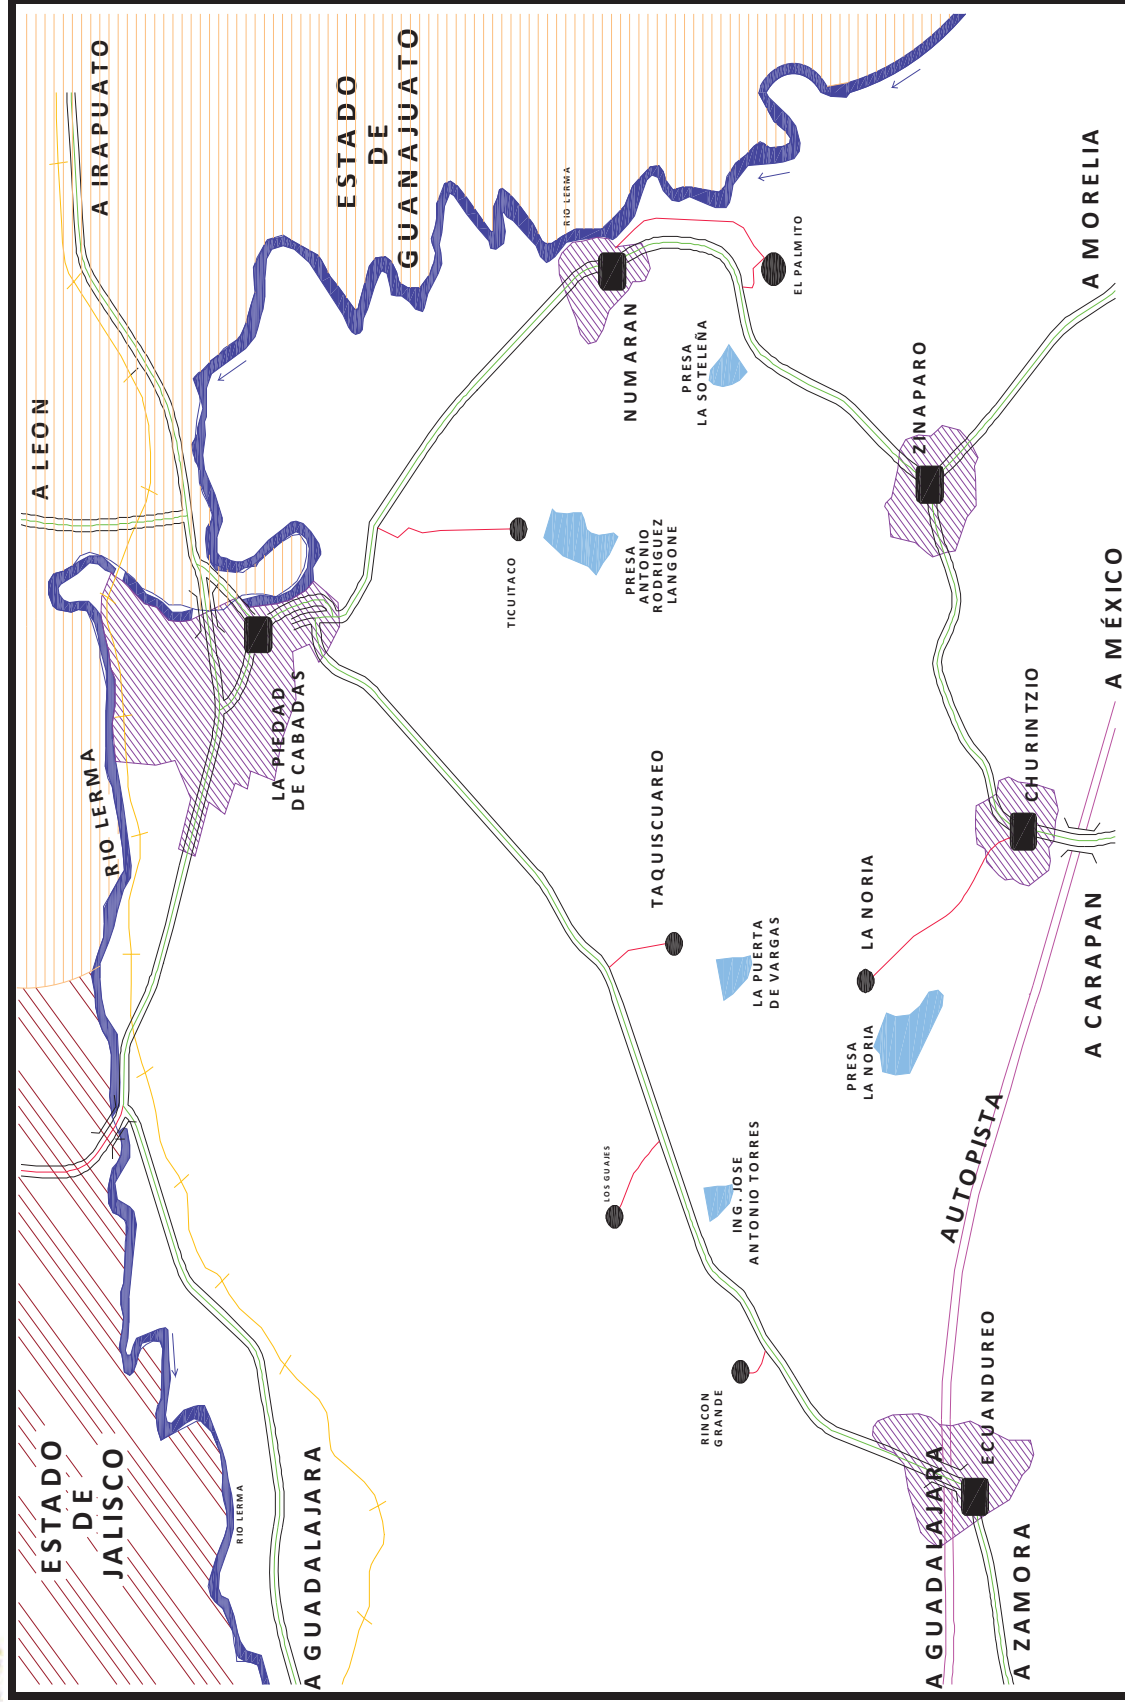 ESTADO
DE
JALISCO
RIO LERMA
A GUADALAJARA
RIO LERMA
A LEON
A IRAPUATO
ESTADO
DE
GUANAJUATO
LA PIEDAD
DE CABADAS
RIO LERMA
NUMARAN
EL PALMITO
PRESA
LA SOTELEÑA
TICUITACO
PRESA
ANTONIO
RODRIGUEZ
LANGONE
TAQUISCUAREO
LA PUERTA
DE VARGAS
LOS GUAJES
ING. JOSE
ANTONIO TORRES
RINCON
GRANDE
PRESA
LA NORIA
LA NORIA
ZINAPARO
A MORELIA
CHURINTZIO
A MÉXICO
A CARAPAN
AUTOPISTA
ECUANDUREO
A GUADALAJARA
A ZAMORA